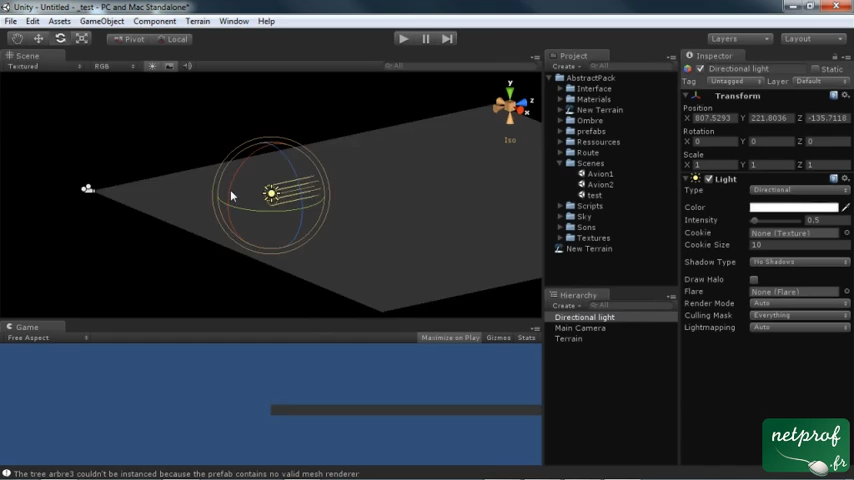 Unity - Untitled - _test - PC and Mac Standalone*
File Edit Assets GameObject Component Terrain Window Help
Pivot Local Layers Layout
Scene
Textured RGB All
y
z
x
Iso
Game
Free Aspect Maximize on Play Gizmos Stats
Project
Create All
AbstractPack
Interface
Materials
New Terrain
Ombre
prefabs
Ressources
Route
Scenes
Avion1
Avion2
test
Scripts
Sky
Sons
Textures
New Terrain
Hierarchy
Create All
Directional light
Main Camera
Terrain
Inspector
Directional light Static
Tag Untagged Layer Default
Transform
Position
X 807.5293 Y 221.8036 Z -135.7118
Rotation
X 0 Y 0 Z 0
Scale
X 1 Y 1 Z 1
Light
Type Directional
Color
Intensity 0.5
Cookie None (Texture)
Cookie Size 10
Shadow Type No Shadows
Draw Halo
Flare None (Flare)
Render Mode Auto
Culling Mask Everything
Lightmapping Auto
netprof
.fr
The tree arbre3 couldn't be instanced because the prefab contains no valid mesh renderer